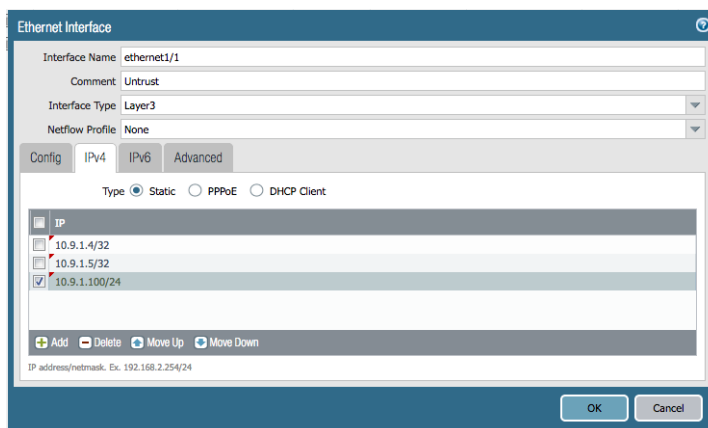 Ethernet Interface
Interface Name ethernet1/1
Comment Untrust
Interface Type Layer3
Netflow Profile None
Config IPv4 IPv6 Advanced
Type Static PPPoE DHCP Client
IP
10.9.1.4/32
10.9.1.5/32
10.9.1.100/24
Add Delete Move Up Move Down
IP address/netmask. Ex. 192.168.2.254/24
OK Cancel